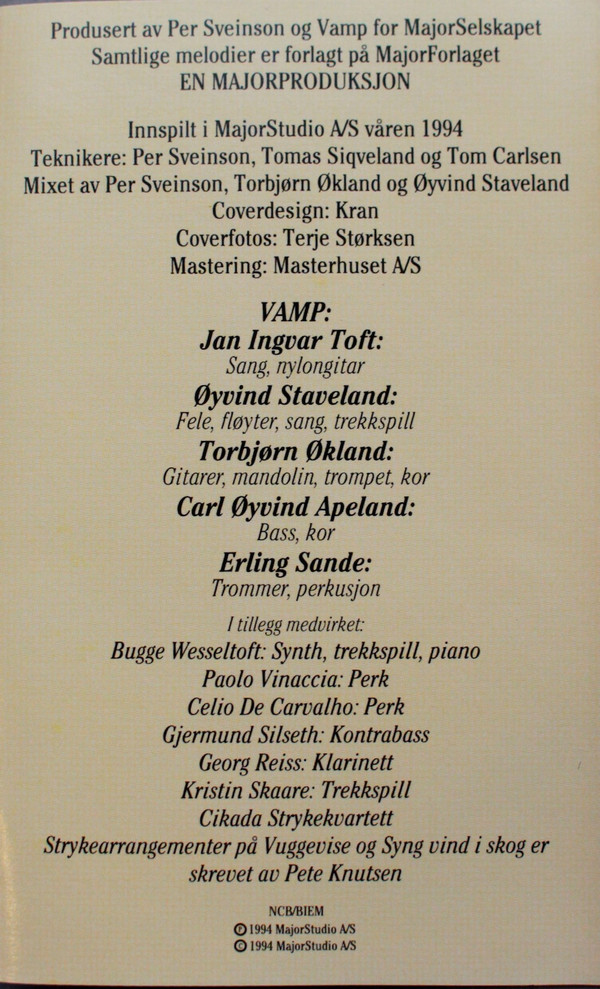 Produsert av Per Sveinson og Vamp for MajorSelskapet
Samtlige melodier er forlagt på MajorForlaget
EN MAJORPRODUKSJON
Innspilt i MajorStudio A/S våren 1994
Teknikere: Per Sveinson, Tomas Siqveland og Tom Carlsen
Mixet av Per Sveinson, Torbjørn Økland og Øyvind Staveland
Coverdesign: Kran
Coverfotos: Terje Størksen
Mastering: Masterhuset A/S
VAMP:
Jan Ingvar Toft:
Sang, nylongitar
Øyvind Staveland:
Fele, fløyter, sang, trekkspill
Torbjørn Økland:
Gitarer, mandolin, trompet, kor
Carl Øyvind Apeland:
Bass, kor
Erling Sande:
Trommer, perkusjon
I tillegg medvirket:
Bugge Wesseltoft: Synth, trekkspill, piano
Paolo Vinaccia: Perk
Celio De Carvalho: Perk
Gjermund Silseth: Kontrabass
Georg Reiss: Klarinett
Kristin Skaare: Trekkspill
Cikada Strykekvartett
Strykearrangementer på Vuggevise og Syng vind i skog er
skrevet av Pete Knutsen
NCB/BIEM
℗ 1994 MajorStudio A/S
© 1994 MajorStudio A/S